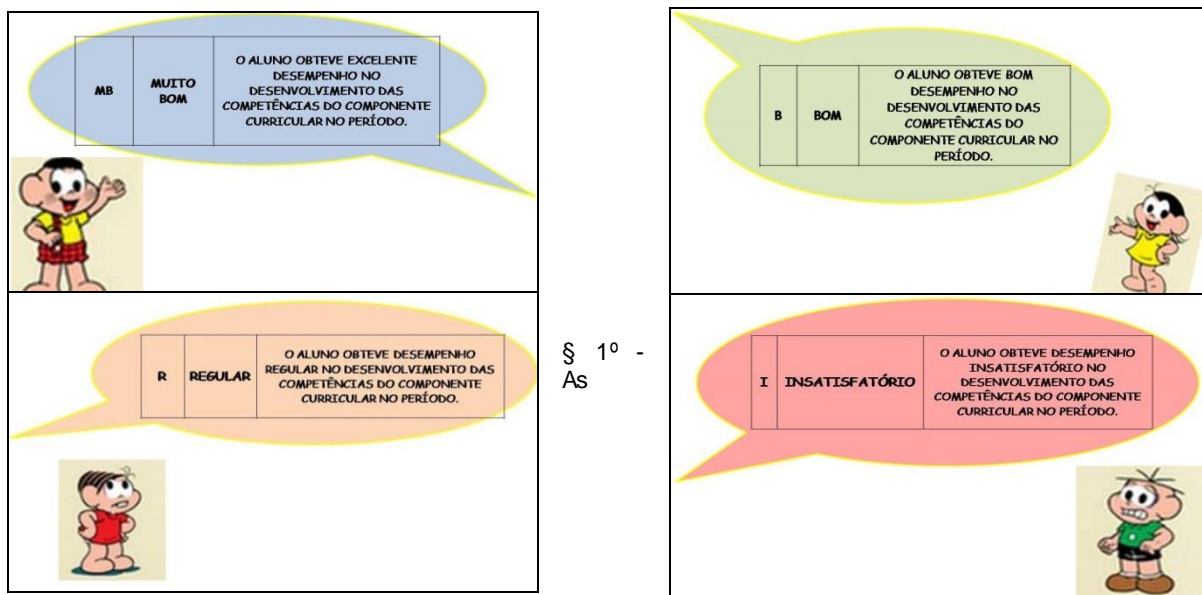 MB
MUITO
BOM
O ALUNO OBTEVE EXCELENTE
DESEMPENHO NO
DESENVOLVIMENTO DAS
COMPETÊNCIAS DO COMPONENTE
CURRICULAR NO PERÍODO.
B
BOM
O ALUNO OBTEVE BOM
DESEMPENHO NO
DESENVOLVIMENTO DAS
COMPETÊNCIAS DO
COMPONENTE CURRICULAR NO
PERÍODO.
R
REGULAR
O ALUNO OBTEVE DESEMPENHO
REGULAR NO DESENVOLVIMENTO DAS
COMPETÊNCIAS DO COMPONENTE
CURRICULAR NO PERÍODO.
§ 1º -
As
I
INSATISFATÓRIO
O ALUNO OBTEVE DESEMPENHO
INSATISFATÓRIO NO
DESENVOLVIMENTO DAS
COMPETÊNCIAS DO COMPONENTE
CURRICULAR NO PERÍODO.